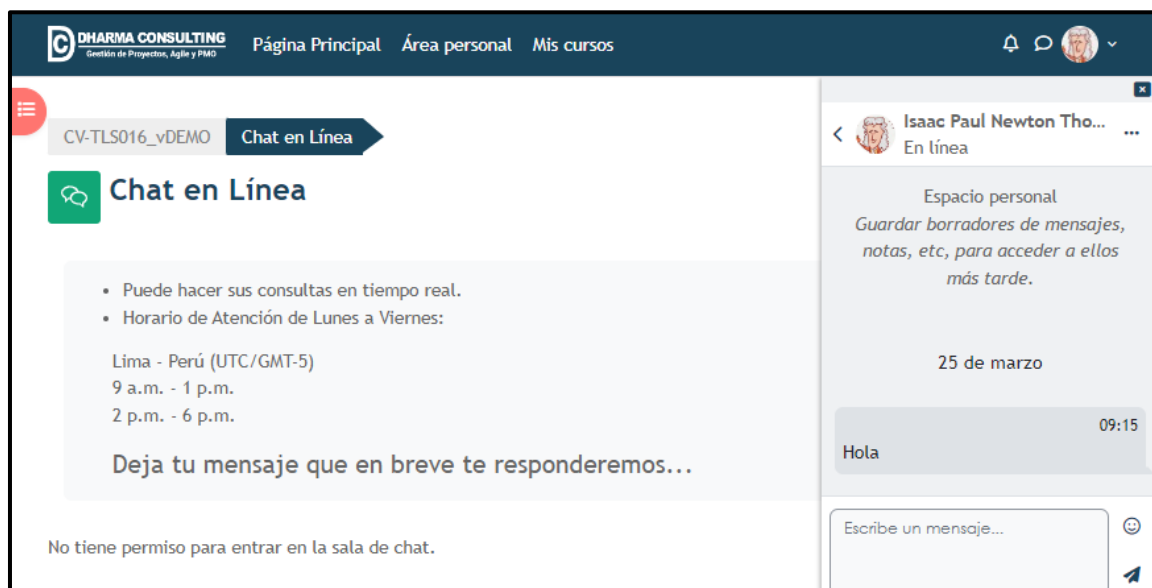 DHARMA CONSULTING
Gestión de Proyectos, Agile y PMO
Página Principal Área personal Mis cursos
CV-TLS016_vDEMO Chat en Línea
Chat en Línea
• Puede hacer sus consultas en tiempo real.
• Horario de Atención de Lunes a Viernes:
Lima - Perú (UTC/GMT-5)
9 a.m. - 1 p.m.
2 p.m. - 6 p.m.
Deja tu mensaje que en breve te responderemos...
No tiene permiso para entrar en la sala de chat.
Isaac Paul Newton Tho...
En línea
Espacio personal
Guardar borradores de mensajes,
notas, etc, para acceder a ellos
más tarde.
25 de marzo
09:15
Hola
Escribe un mensaje...